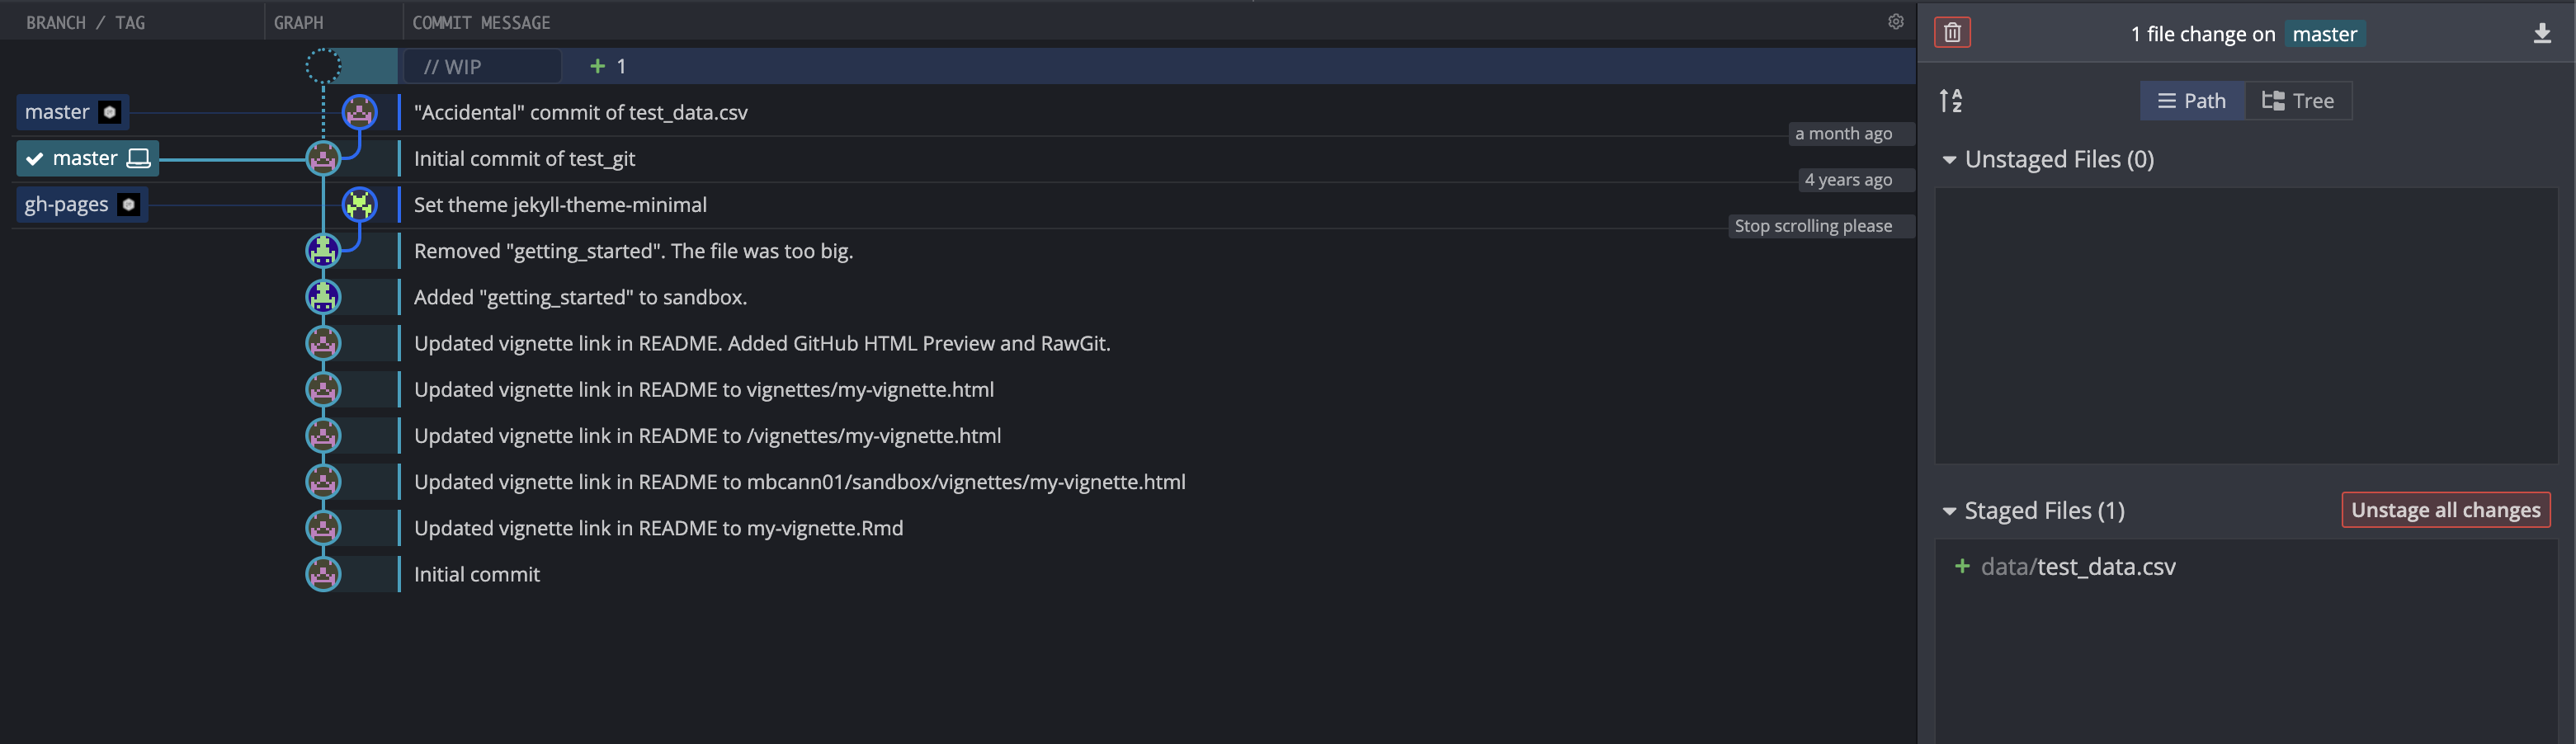 BRANCH / TAG GRAPH COMMIT MESSAGE
// WIP 1
master "Accidental" commit of test_data.csv
a month ago
master Initial commit of test_git
4 years ago
gh-pages Set theme jekyll-theme-minimal
Stop scrolling please
Removed "getting_started". The file was too big.
Added "getting_started" to sandbox.
Updated vignette link in README. Added GitHub HTML Preview and RawGit.
Updated vignette link in README to vignettes/my-vignette.html
Updated vignette link in README to /vignettes/my-vignette.html
Updated vignette link in README to mbcann01/sandbox/vignettes/my-vignette.html
Updated vignette link in README to my-vignette.Rmd
Initial commit
1 file change on master
A Z Path Tree
Unstaged Files (0)
Staged Files (1) Unstage all changes
+ data/test_data.csv